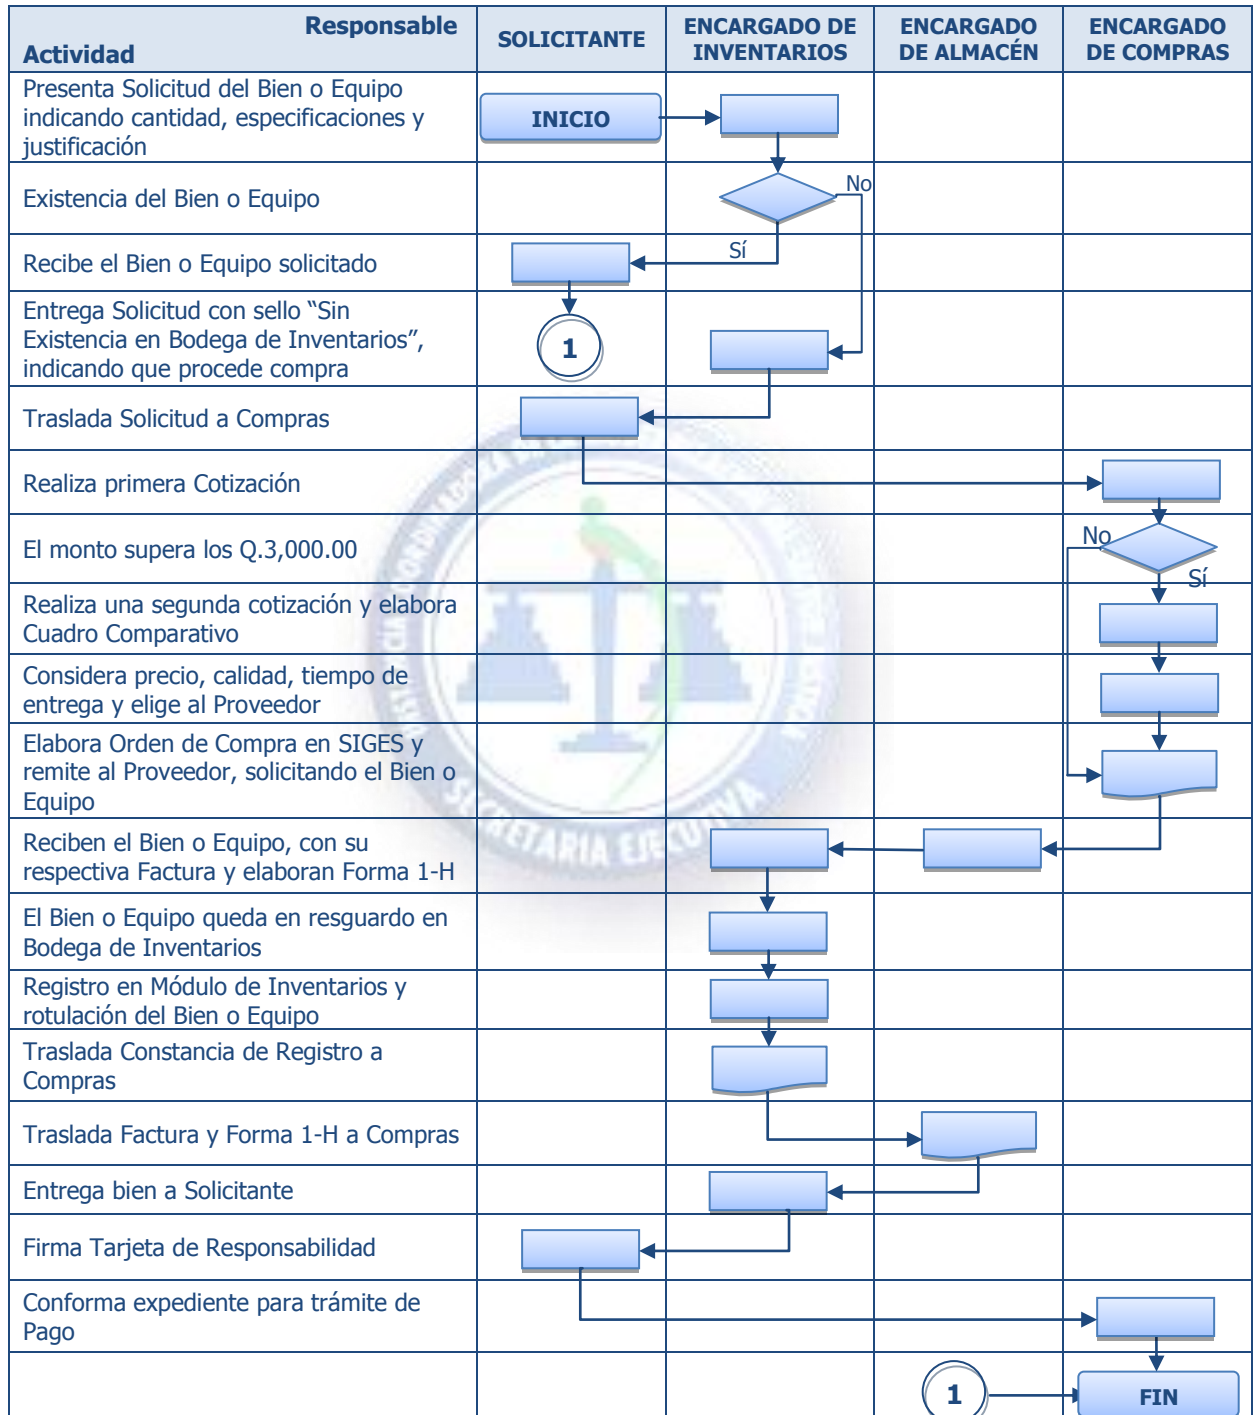 Responsable
Actividad
SOLICITANTE
ENCARGADO DE
INVENTARIOS
ENCARGADO
DE ALMACÉN
ENCARGADO
DE COMPRAS
Presenta Solicitud del Bien o Equipo
indicando cantidad, especificaciones y
justificación
INICIO
Existencia del Bien o Equipo
No
Recibe el Bien o Equipo solicitado
Sí
Entrega Solicitud con sello “Sin
Existencia en Bodega de Inventarios”,
indicando que procede compra
1
Traslada Solicitud a Compras
Realiza primera Cotización
El monto supera los Q.3,000.00
No
Sí
Realiza una segunda cotización y elabora
Cuadro Comparativo
Considera precio, calidad, tiempo de
entrega y elige al Proveedor
Elabora Orden de Compra en SIGES y
remite al Proveedor, solicitando el Bien o
Equipo
Reciben el Bien o Equipo, con su
respectiva Factura y elaboran Forma 1-H
El Bien o Equipo queda en resguardo en
Bodega de Inventarios
Registro en Módulo de Inventarios y
rotulación del Bien o Equipo
Traslada Constancia de Registro a
Compras
Traslada Factura y Forma 1-H a Compras
Entrega bien a Solicitante
Firma Tarjeta de Responsabilidad
Conforma expediente para trámite de
Pago
1
FIN
SECRETARIA EJECUTIVA